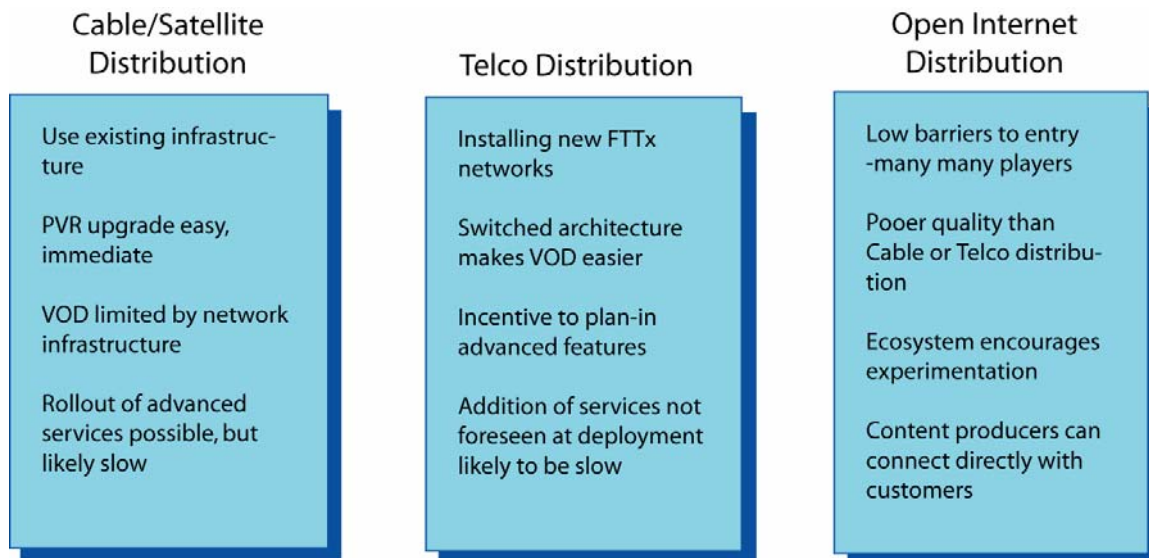 Cable/Satellite
Distribution
Use existing infrastruc-
ture
PVR upgrade easy,
immediate
VOD limited by network
infrastructure
Rollout of advanced
services possible, but
likely slow
Telco Distribution
Installing new FTTx
networks
Switched architecture
makes VOD easier
Incentive to plan-in
advanced features
Addition of services not
foreseen at deployment
likely to be slow
Open Internet
Distribution
Low barriers to entry
-many many players
Pooer quality than
Cable or Telco distribu-
tion
Ecosystem encourages
experimentation
Content producers can
connect directly with
customers